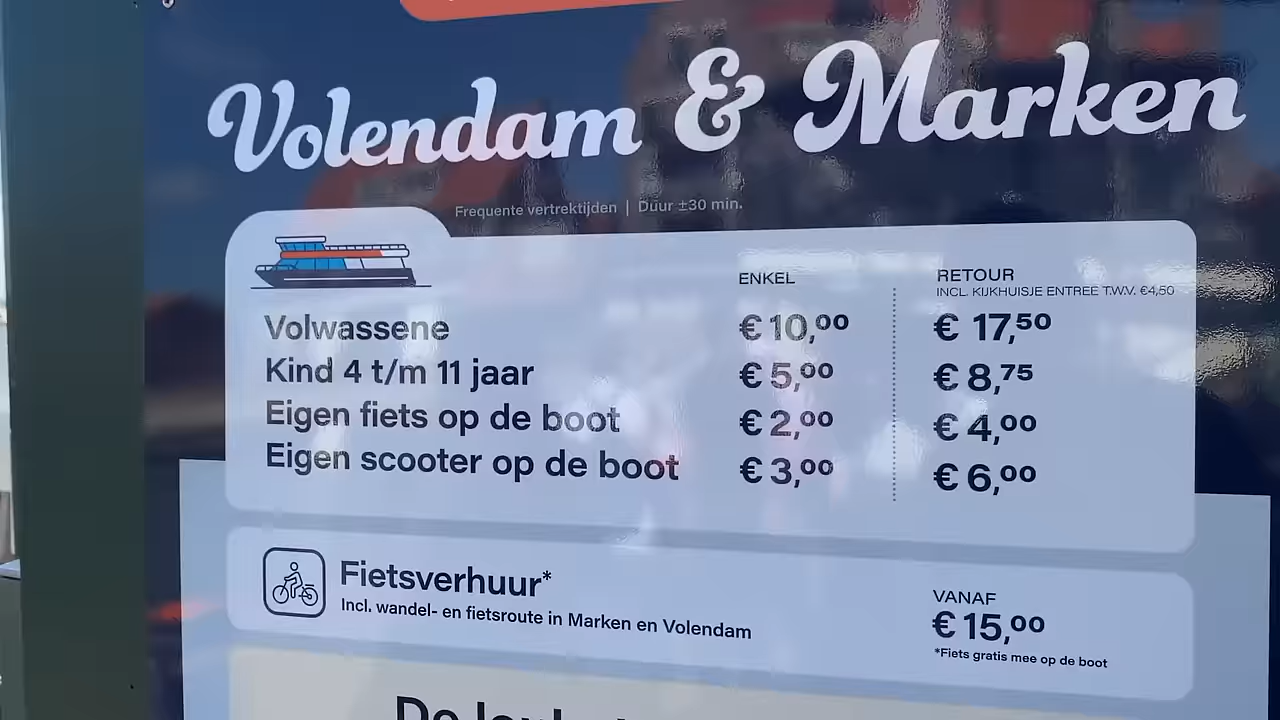 Volendam & Marken
Frequente vertrektijden | Duur ±30 min.
ENKEL
RETOUR
INCL. KIJKHUISJE ENTREE T.W.V. €4,50
Volwassene € 10,00 € 17,50
Kind 4 t/m 11 jaar € 5,00 € 8,75
Eigen fiets op de boot € 2,00 € 4,00
Eigen scooter op de boot € 3,00 € 6,00
Fietsverhuur*
Incl. wandel- en fietsroute in Marken en Volendam
VANAF
€ 15,00
*Fiets gratis mee op de boot
De